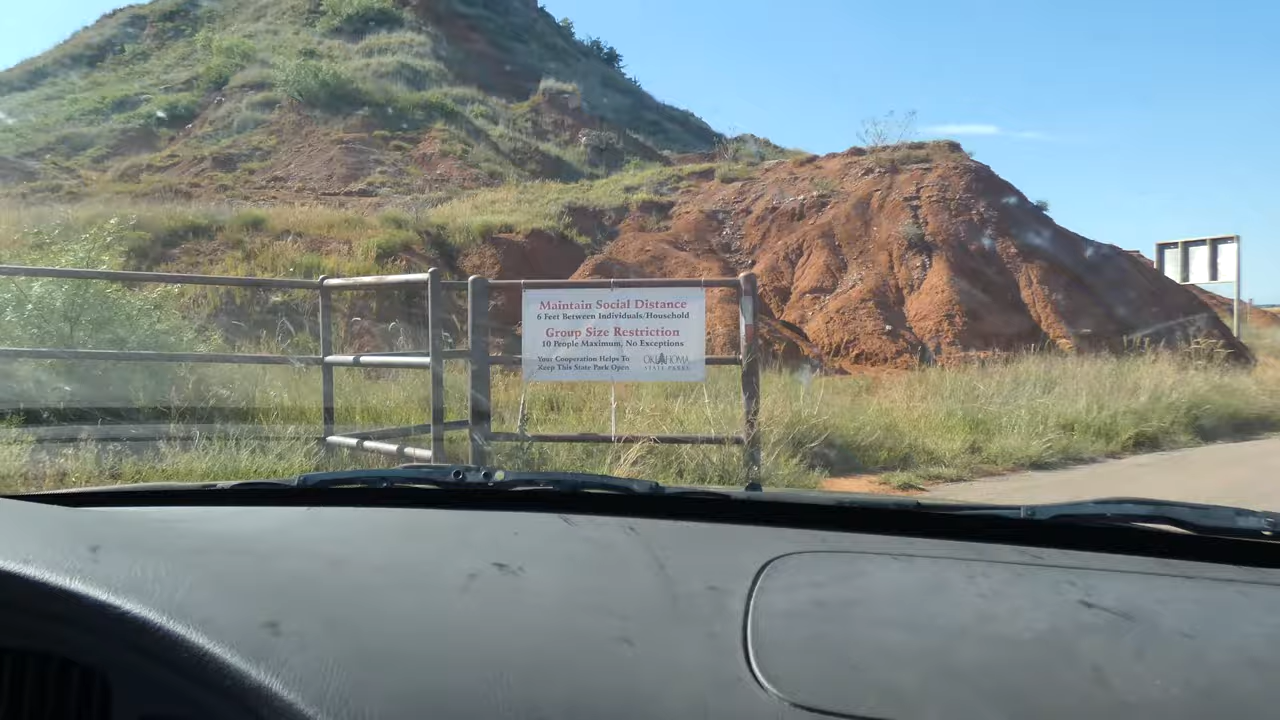 Maintain Social Distance
6 Feet Between Individuals/Household
Group Size Restriction
10 People Maximum, No Exceptions
Your Cooperation Helps To
Keep This State Park Open
OKLAHOMA
STATE PARKS